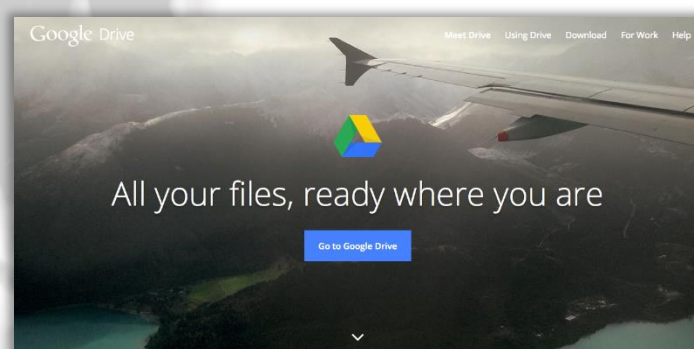 Google Drive
Meet Drive Using Drive Download For Work Help
All your files, ready where you are
Go to Google Drive